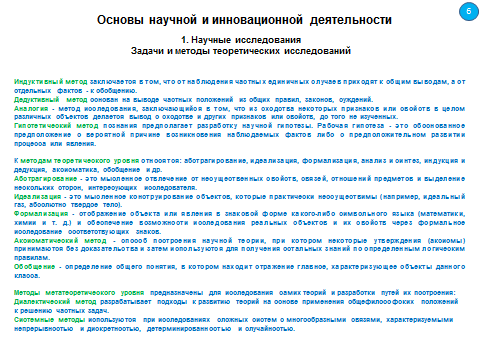 6
Основы научной и инновационной деятельности
1. Научные исследования
Задачи и методы теоретических исследований
Индуктивный метод заключается в том, что от наблюдения частных единичных случаев приходят к общим выводам, а от
отдельных фактов - к обобщению.
Дедуктивный метод основан на выводе частных положений из общих правил, законов, суждений.
Аналогия - метод исследования, заключающийся в том, что из сходства некоторых признаков или свойств в целом
различных объектов делается вывод о сходстве и других признаков или свойств, до того не изученных.
Гипотетический метод познания предполагает разработку научной гипотезы. Рабочая гипотеза - это обоснованное
предположение о вероятной причине возникновения наблюдаемых фактов либо о предположительном развитии
процесса или явления.
К методам теоретического уровня относятся: абстрагирование, идеализация, формализация, анализ и синтез, индукция и
дедукция, аксиоматика, обобщение и др.
Абстрагирование - это мысленное отвлечение от несущественных свойств, связей, отношений предметов и выделение
нескольких сторон, интересующих исследователя.
Идеализация - это мысленное конструирование объектов, которые практически неосуществимы (например, идеальный
газ, абсолютно твердое тело).
Формализация - отображение объекта или явления в знаковой форме какого-либо символьного языка (математики,
химии и т. д.) и обеспечение возможности исследования реальных объектов и их свойств через формальное
исследование соответствующих знаков.
Аксиоматический метод - способ построения научной теории, при котором некоторые утверждения (аксиомы)
принимаются без доказательства и затем используются для получения остальных знаний по определенным логическим
правилам.
Обобщение - определение общего понятия, в котором находит отражение главное, характеризующее объекты данного
класса.
Методы метатеоретического уровня предназначены для исследования самих теорий и разработки путей их построения:
Диалектический метод разрабатывает подходы к развитию теорий на основе применения общефилософских положений
к решению частных задач.
Системные методы используются при исследованиях сложных систем с многообразными связями, характеризуемыми
непрерывностью и дискретностью, детерминированностью и случайностью.